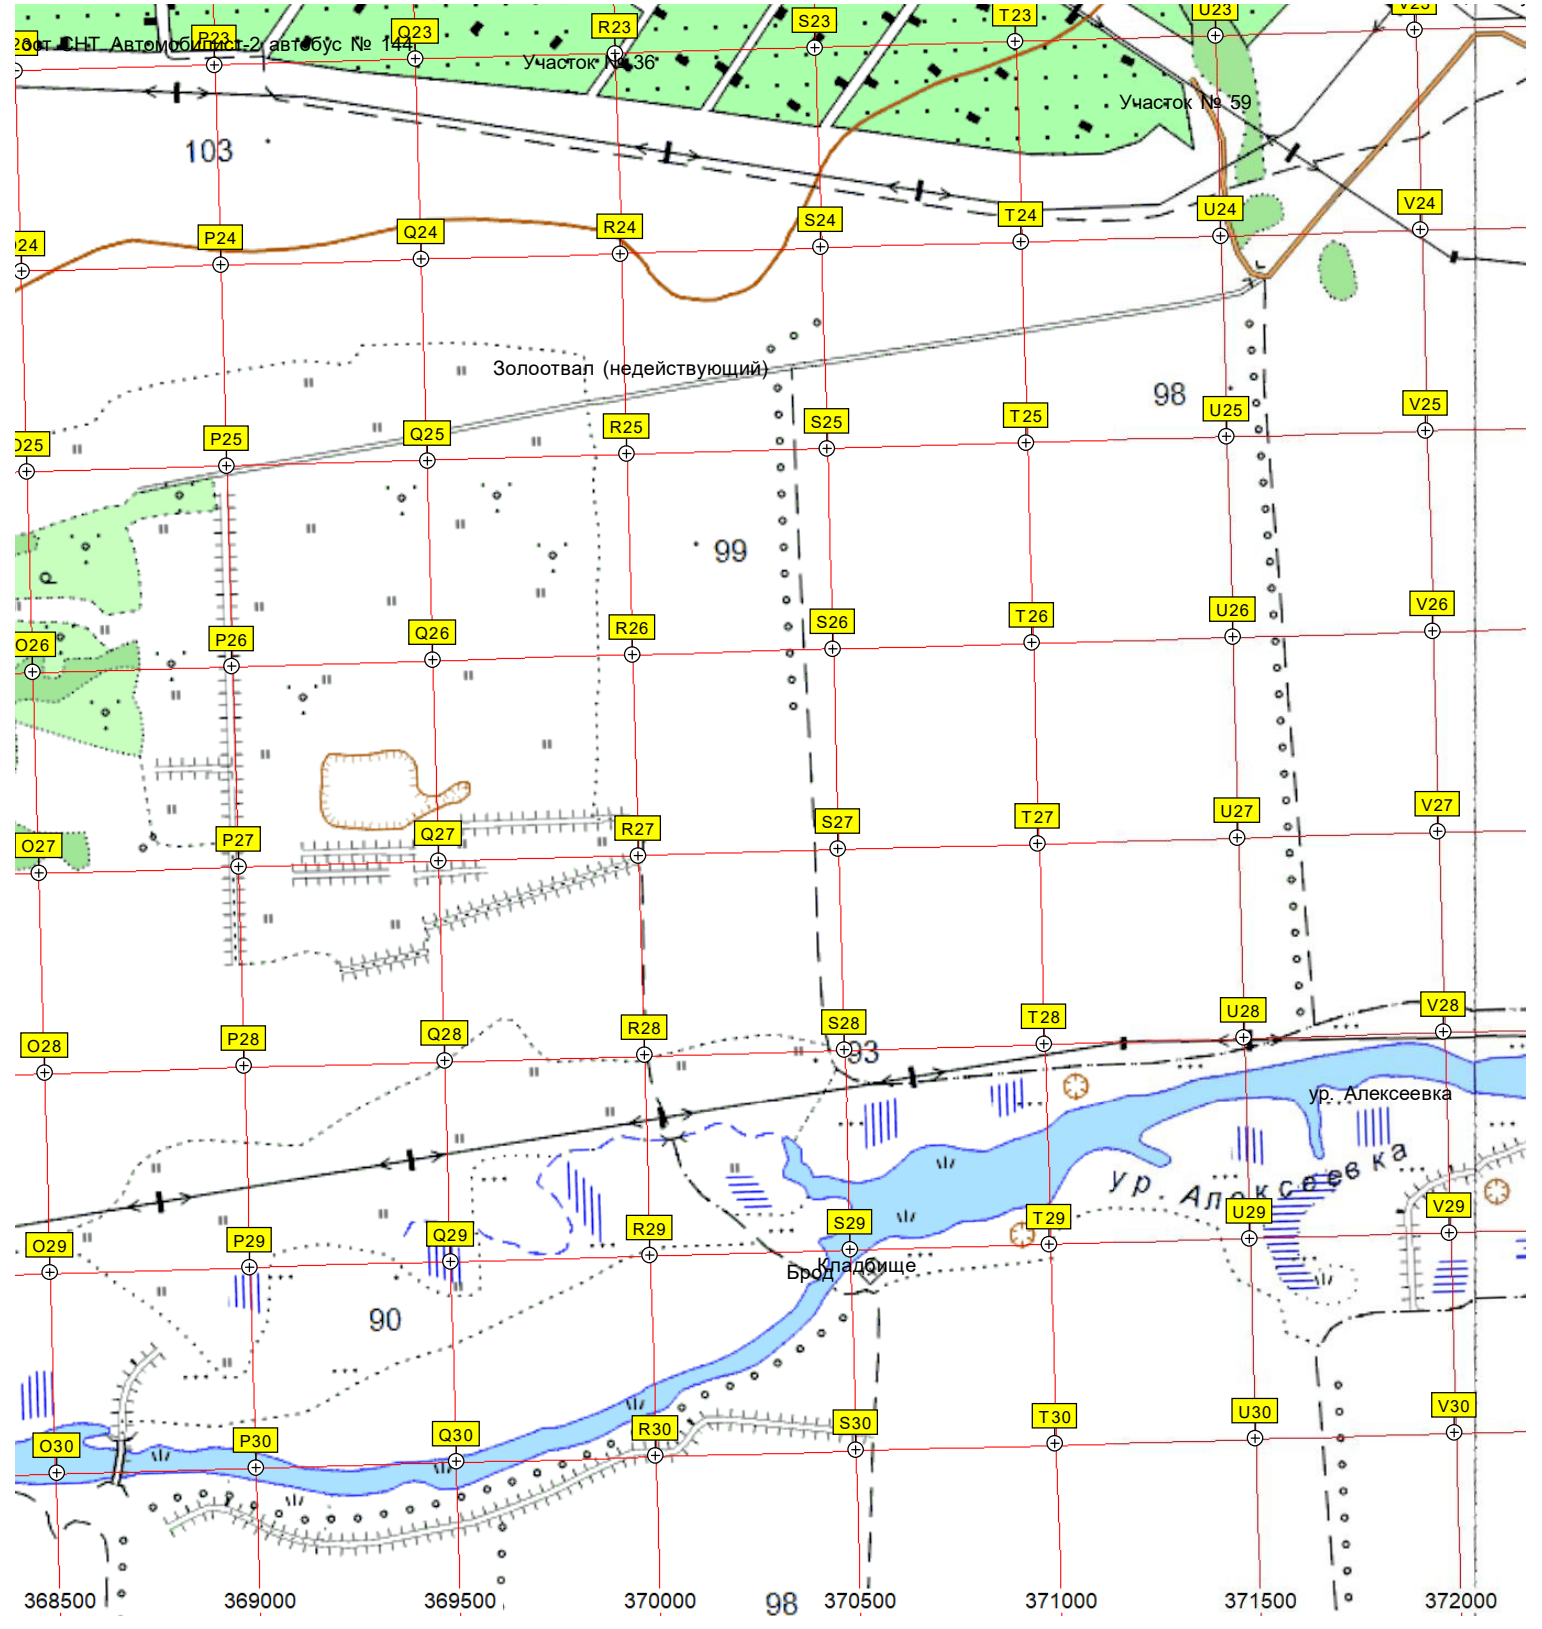 P23 Q23 R23 S23 T23 U23 V23
СНТ Автомобилист-2 автобус № 144
Участок № 36
Участок № 59
103
O24 P24 Q24 R24 S24 T24 U24 V24
Золоотвал (недействующий)
98
O25 P25 Q25 R25 S25 T25 U25 V25
99
O26 P26 Q26 R26 S26 T26 U26 V26
O27 P27 Q27 R27 S27 T27 U27 V27
O28 P28 Q28 R28 S28 T28 U28 V28
93
ур. Алексеевка
ур. Алексеевка
O29 P29 Q29 R29 S29 T29 U29 V29
Брод
Кладбище
90
O30 P30 Q30 R30 S30 T30 U30 V30
368500 369000 369500 370000 370500 371000 371500 372000
98